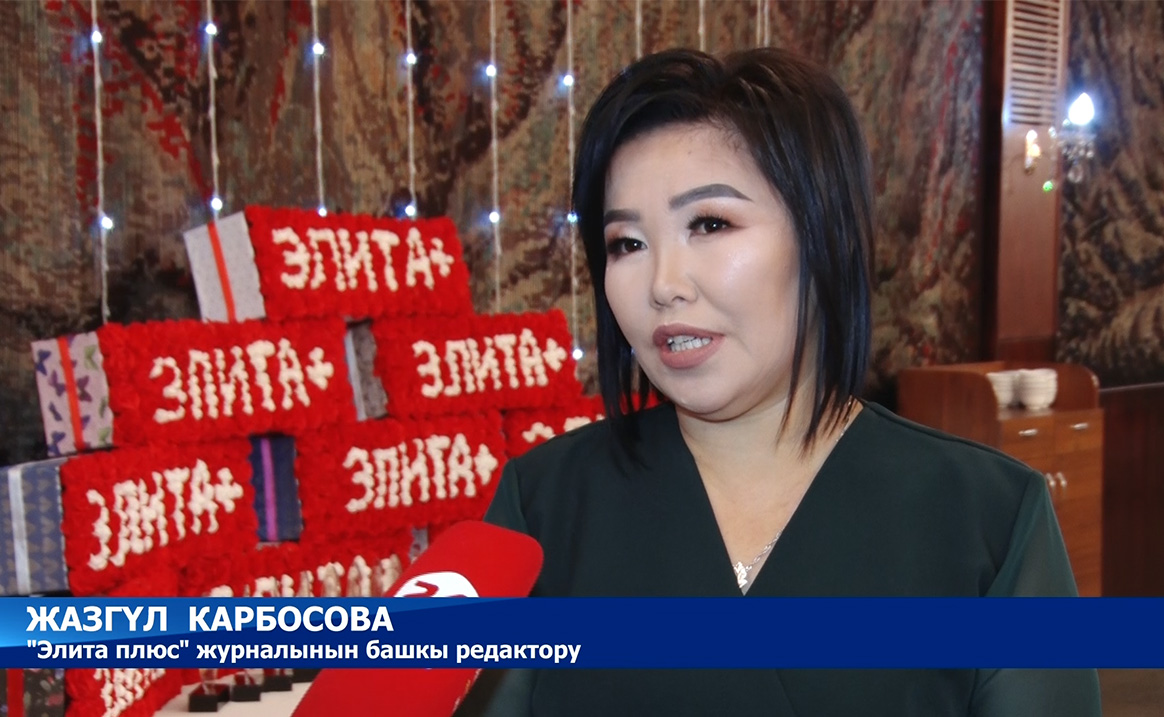 ЭЛИТА+
ЭЛИТА+
ЭЛИТА+
ЭЛИТА+
ЭЛИТА+
ЖАЗГҮЛ КАРБОСОВА
"Элита плюс" журналынын башкы редактору